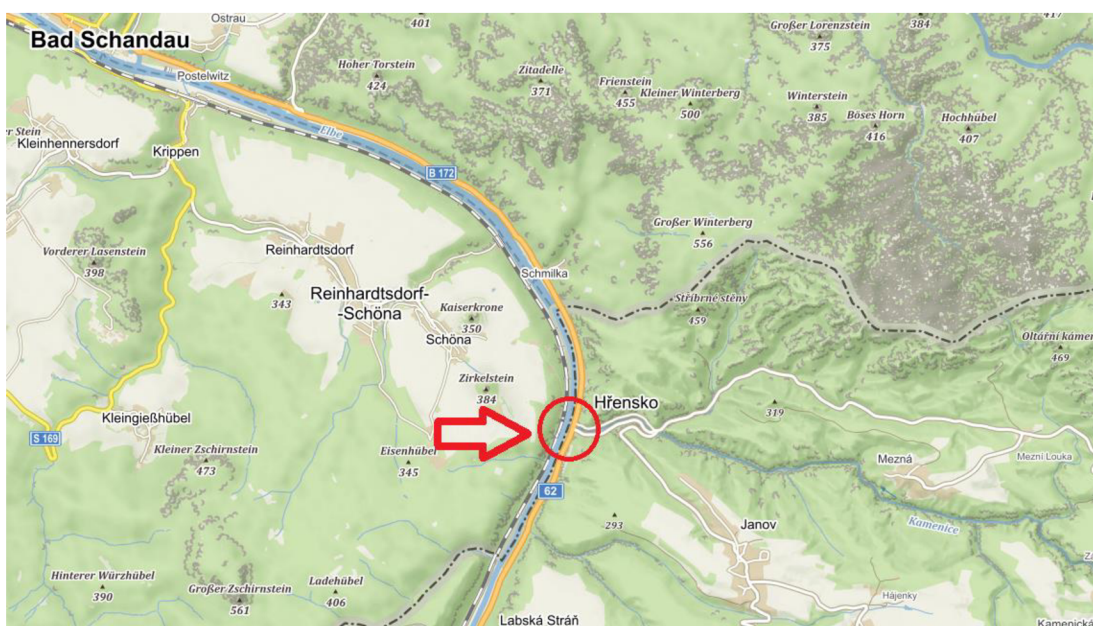 Ostrau
401
Großer Lorenzstein
375
384
417
Bad Schandau
Postelwitz
Hoher Torstein
424
Zitadelle
371
Frienstein
455
Kleiner Winterberg
500
Winterstein
385
Böses Horn
416
Hochhübel
407
er Stein
Kleinhennersdorf
Krippen
Elbe
B 172
Großer Winterberg
556
Reinhardtsdorf
Vorderer Lasenstein
398
343
Schmilka
Reinhardtsdorf-
-Schöna
Kaiserkrone
350
Schöna
Stříbrné stěny
459
Oltářní kámen
469
Zirkelstein
384
Hřensko
319
Kleingießhübel
S 169
Kleiner Zschirnstein
473
Eisenhübel
345
Mezná
Mezní Louka
62
293
Janov
Kamenice
Hinterer Würzhübel
390
Großer Zschirnstein
561
Ladehübel
406
Hájenky
Labská Stráň
Kamenická